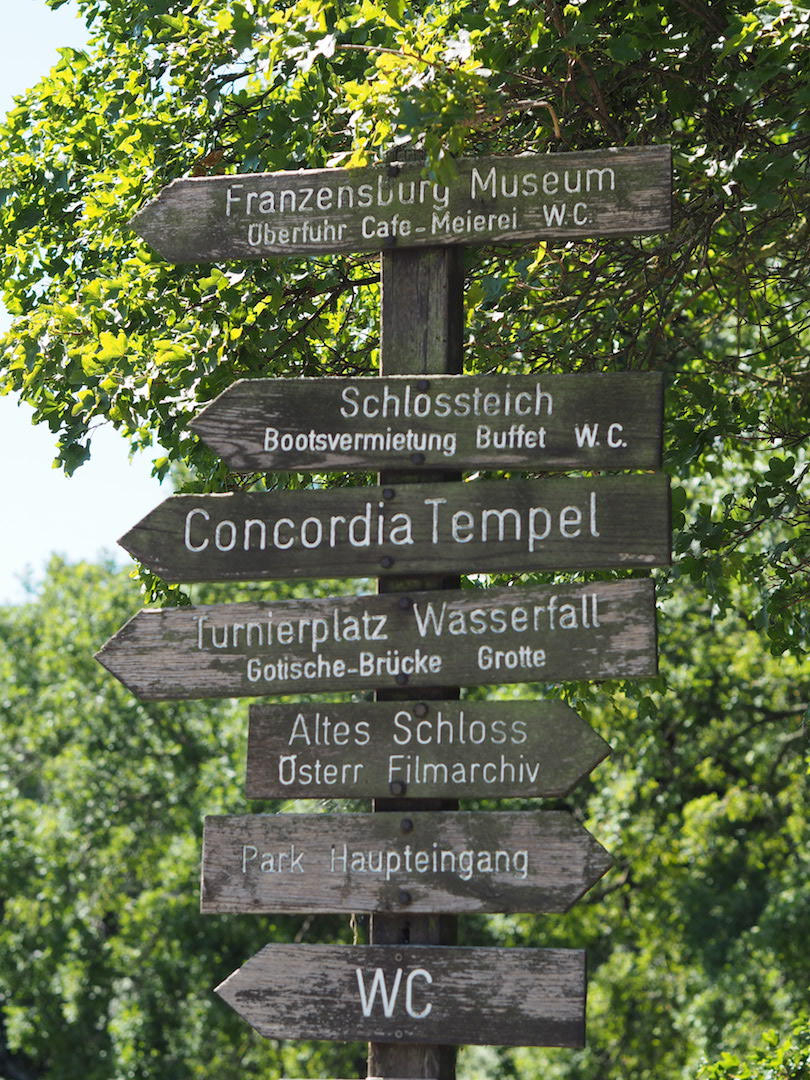 Franzensburg Museum
Überfuhr Cafe-Meierei W.C.
Schlossteich
Bootsvermietung Buffet W.C.
Concordia Tempel
Turnierplatz Wasserfall
Gotische-Brücke Grotte
Altes Schloss
Österr Filmarchiv
Park Haupteingang
WC